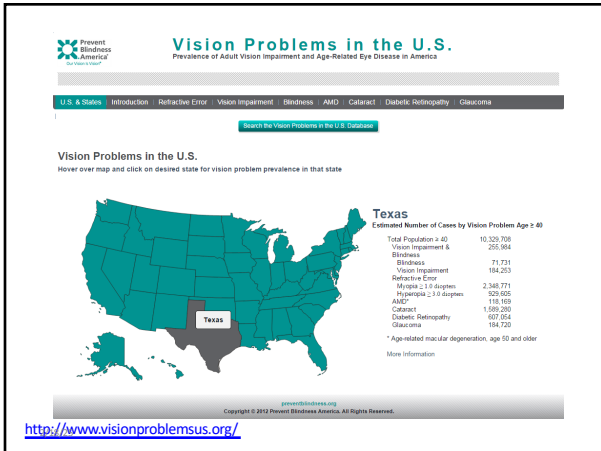 Prevent
Blindness
America®
Our Vision Is Vision®
Vision Problems in the U.S.
Prevalence of Adult Vision Impairment and Age-Related Eye Disease in America
U.S. & States Introduction Refractive Error Vision Impairment Blindness AMD Cataract Diabetic Retinopathy Glaucoma
Search the Vision Problems in the U.S. Database
Vision Problems in the U.S.
Hover over map and click on desired state for vision problem prevalence in that state
Texas
Texas
Estimated Number of Cases by Vision Problem Age ≥ 40
Total Population ≥ 40 10,329,708
Vision Impairment & 255,984
Blindness
Blindness 71,731
Vision Impairment 184,253
Refractive Error
Myopia ≥ 1.0 diopters 2,348,771
Hyperopia ≥ 3.0 diopters 929,605
AMD* 118,169
Cataract 1,589,280
Diabetic Retinopathy 607,054
Glaucoma 184,720
* Age-related macular degeneration, age 50 and older
More Information
preventblindness.org
Copyright © 2012 Prevent Blindness America. All Rights Reserved.
http://www.visionproblemsus.org/